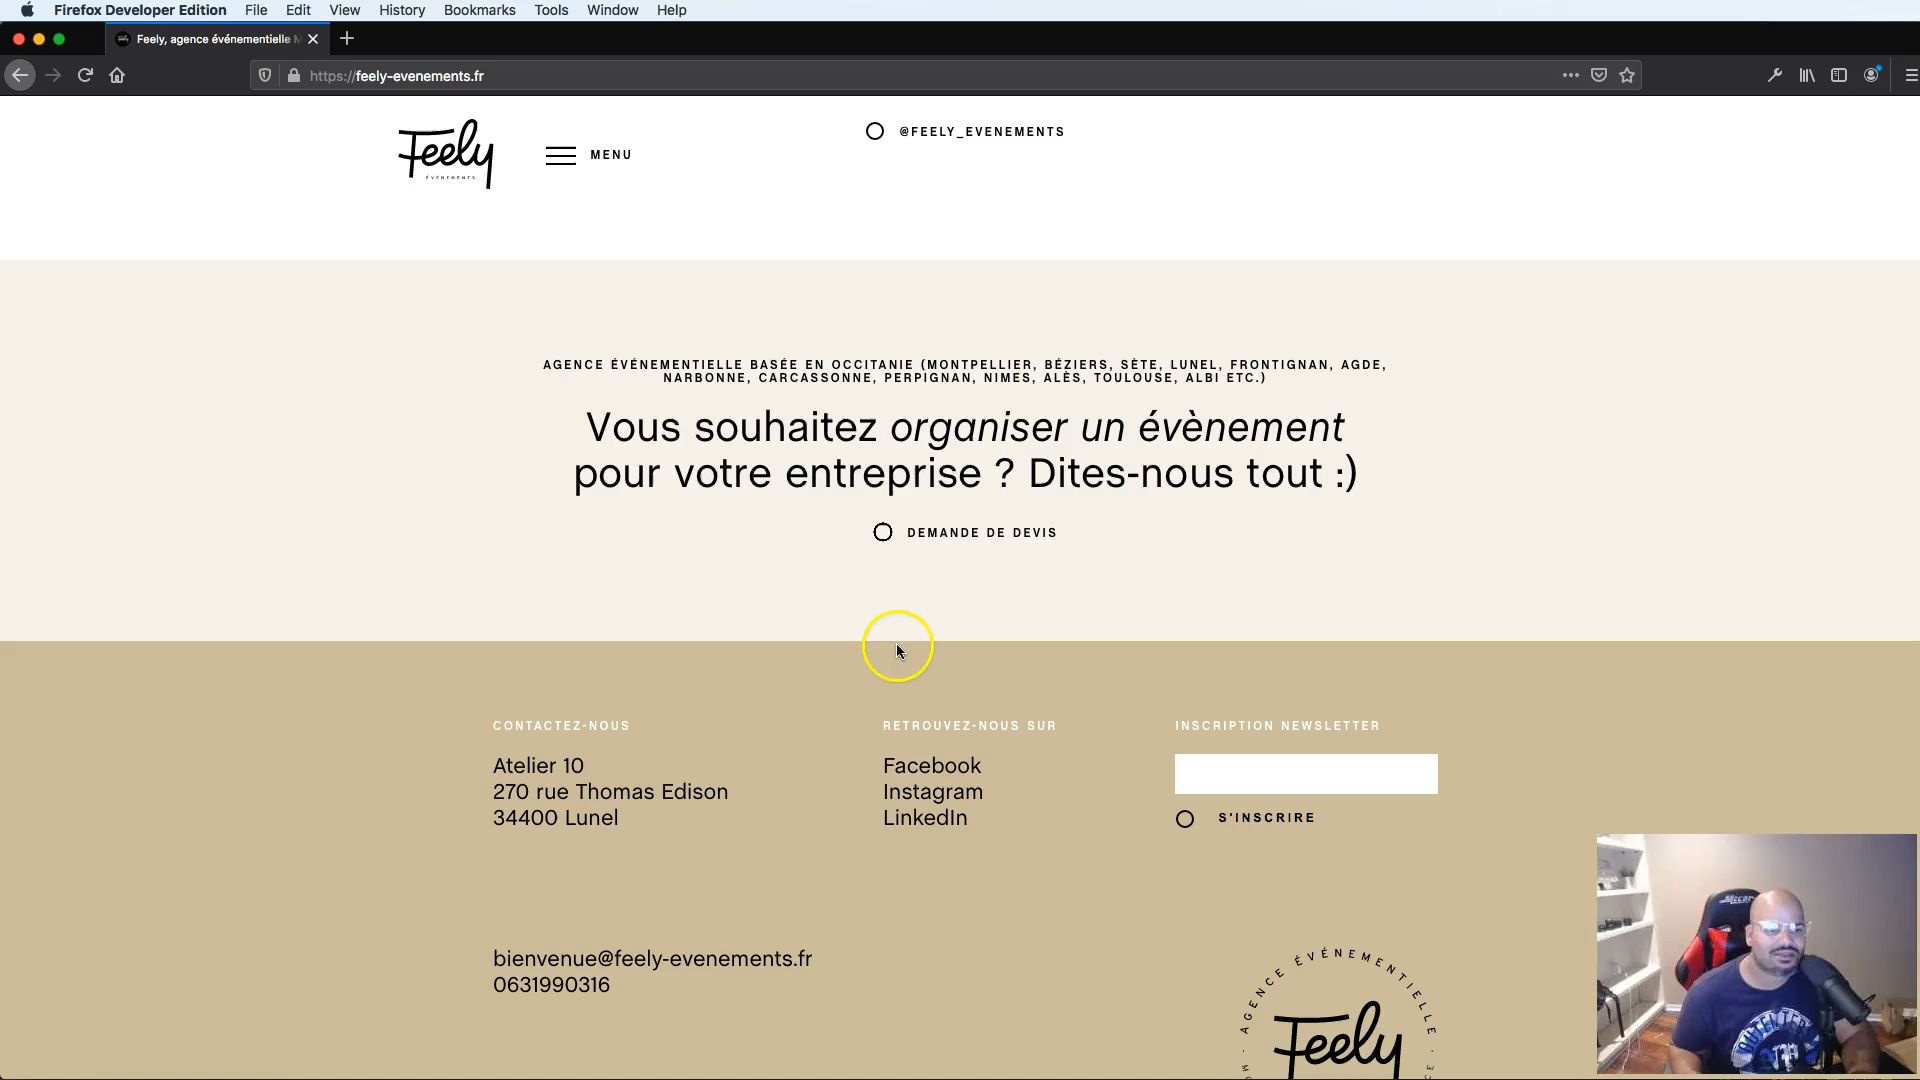 Firefox Developer Edition File Edit View History Bookmarks Tools Window Help
Feely, agence événementielle
https://feely-evenements.fr
Feely
ÉVÉNEMENTS
MENU
@FEELY_EVENEMENTS
AGENCE ÉVÉNEMENTIELLE BASÉE EN OCCITANIE (MONTPELLIER, BÉZIERS, SÈTE, LUNEL, FRONTIGNAN, AGDE,
NARBONNE, CARCASSONNE, PERPIGNAN, NIMES, ALÈS, TOULOUSE, ALBI ETC.)
Vous souhaitez organiser un évènement
pour votre entreprise ? Dites-nous tout :)
DEMANDE DE DEVIS
CONTACTEZ-NOUS
Atelier 10
270 rue Thomas Edison
34400 Lunel
RETROUVEZ-NOUS SUR
Facebook
Instagram
LinkedIn
INSCRIPTION NEWSLETTER
S'INSCRIRE
bienvenue@feely-evenements.fr
0631990316
AGENCE ÉVÉNEMENTIELLE
Feely